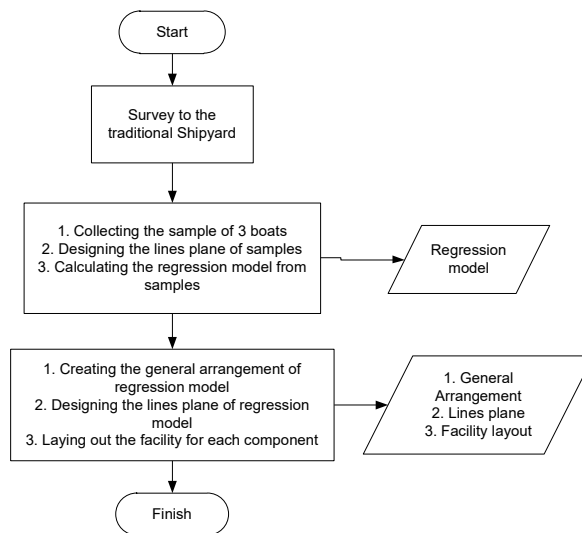 Start
Survey to the
traditional Shipyard
1. Collecting the sample of 3 boats
2. Designing the lines plane of samples
3. Calculating the regression model from
samples
Regression
model
1. Creating the general arrangement of
regression model
2. Designing the lines plane of regression
model
3. Laying out the facility for each component
1. General
Arrangement
2. Lines plane
3. Facility layout
Finish